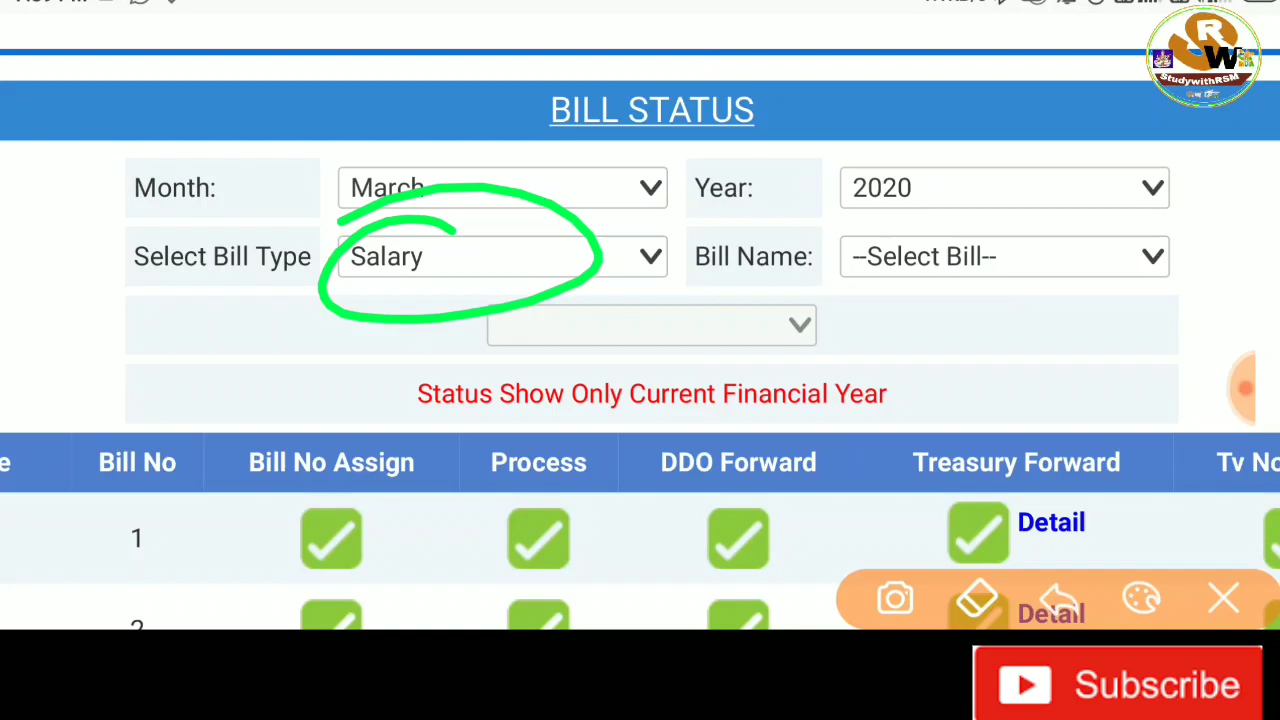 R
W
StudywithRSM
BILL STATUS
Month: March Year: 2020
Select Bill Type Salary Bill Name: --Select Bill--
Status Show Only Current Financial Year
e Bill No Bill No Assign Process DDO Forward Treasury Forward Tv No
1 Detail
2 Detail
Subscribe